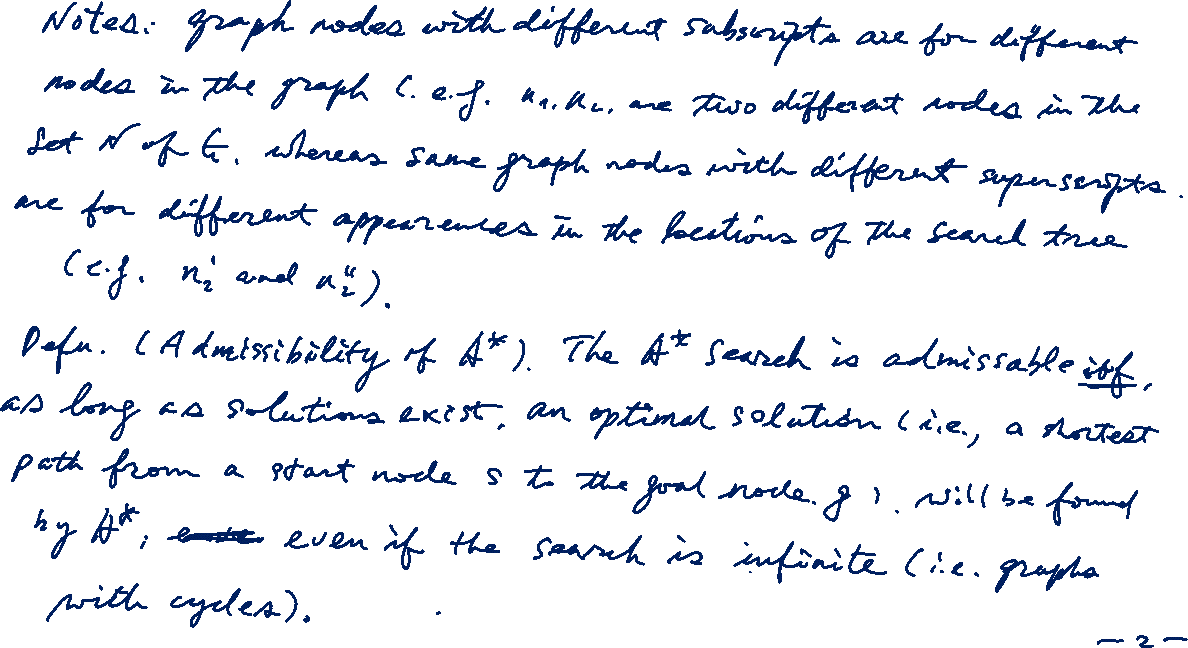 Notes: graph nodes with different subscripts are for different
nodes in the graph (. e.g. n₁. n₂. are two different nodes in the
Set N of G. whereas same graph nodes with different superscripts.
are for different appearences in the locations of the search tree
(e.g. n₂' and n₂'').
Defn. (Admissibility of A*). The A* search is admissable iff,
as long as solutions exist, an optimal solution (i.e., a shortest
path from a start node s to the goal node. g). will be found
by A*, even if the search is infinite (i.e. graphs
with cycles).
- 2 -